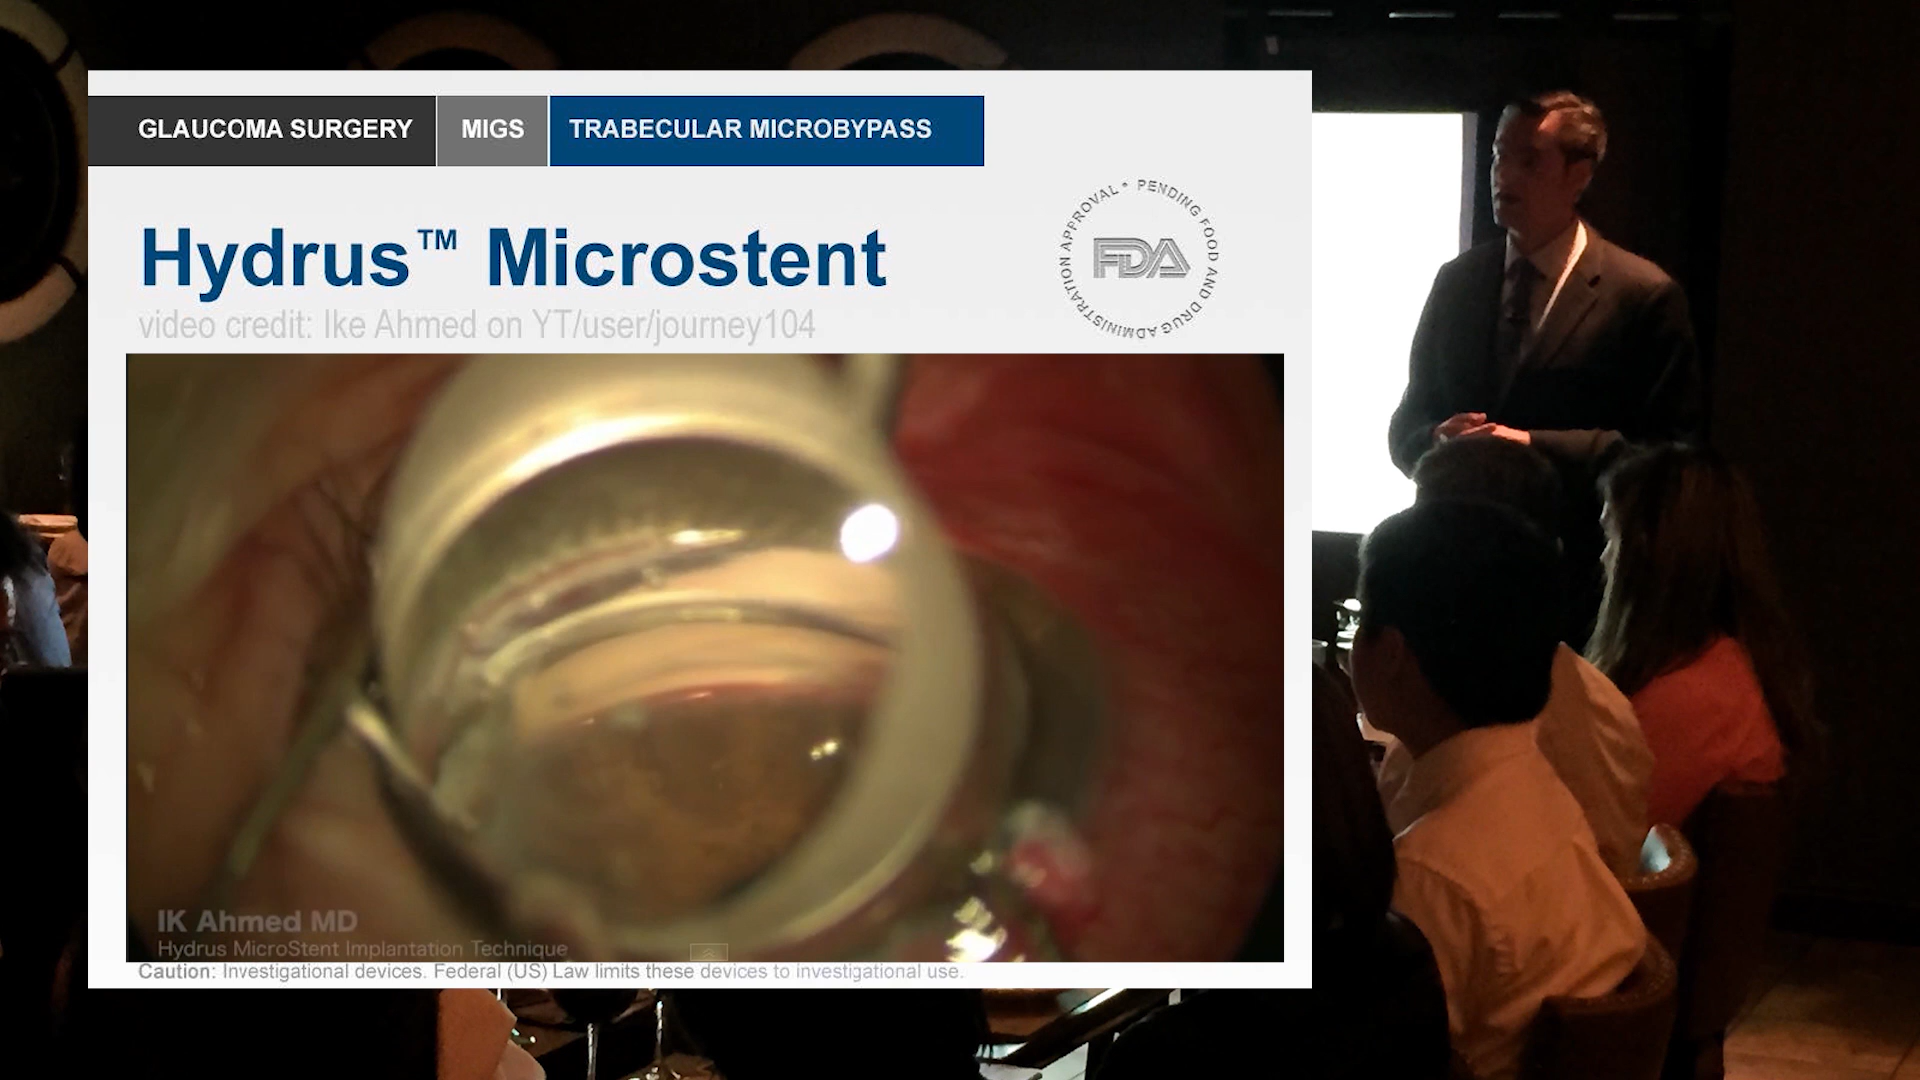 GLAUCOMA SURGERY MIGS TRABECULAR MICROBYPASS
Hydrus™ Microstent
video credit: Ike Ahmed on YT/user/journey104
PENDING FOOD AND DRUG ADMINISTRATION APPROVAL *
FDA
IK Ahmed MD
Hydrus MicroStent Implantation Technique
Caution: Investigational devices. Federal (US) Law limits these devices to investigational use.